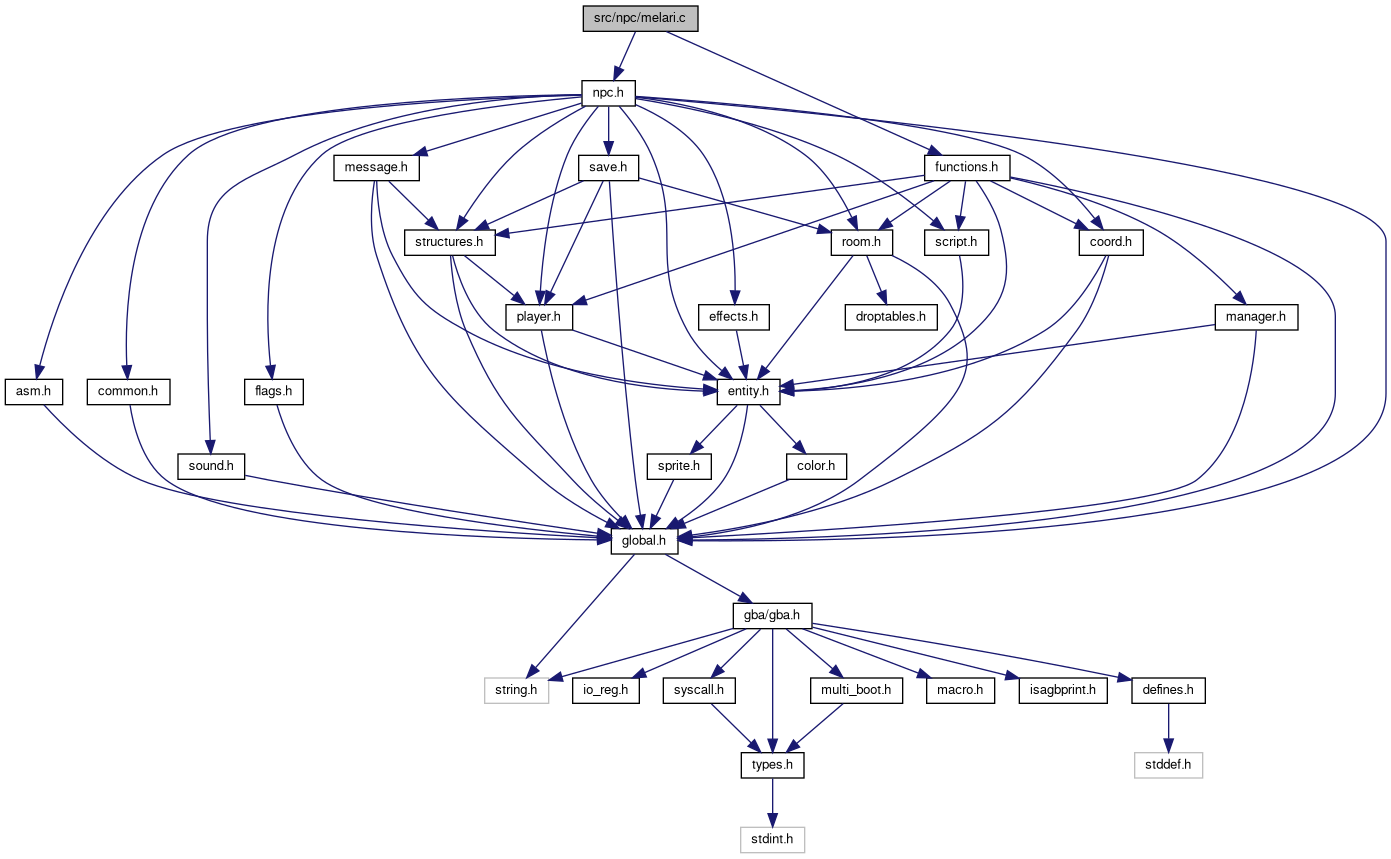 src/npc/melari.c
npc.h
message.h
save.h
functions.h
structures.h
room.h
script.h
coord.h
player.h
effects.h
droptables.h
manager.h
asm.h
common.h
flags.h
entity.h
sound.h
sprite.h
color.h
global.h
gba/gba.h
string.h
io_reg.h
syscall.h
multi_boot.h
macro.h
isagbprint.h
defines.h
types.h
stddef.h
stdint.h